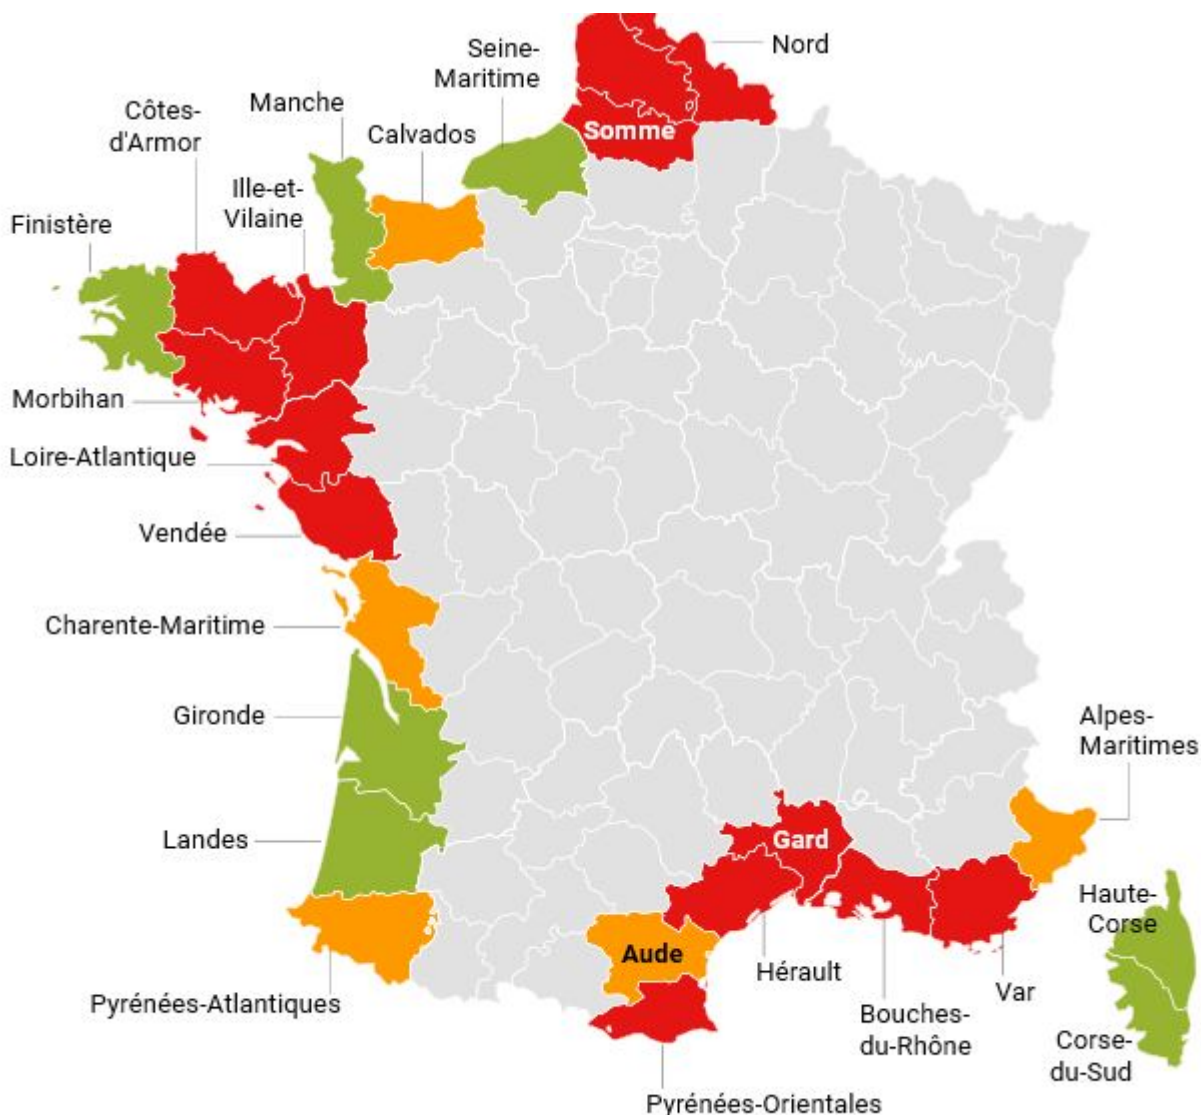 Nord
Seine-
Maritime
Somme
Manche
Calvados
Côtes-
d'Armor
Ille-et-
Vilaine
Finistère
Morbihan
Loire-Atlantique
Vendée
Charente-Maritime
Gironde
Alpes-
Maritimes
Landes
Gard
Haute-
Corse
Aude
Hérault
Var
Pyrénées-Atlantiques
Bouches-
du-Rhône
Corse-
du-Sud
Pyrénées-Orientales